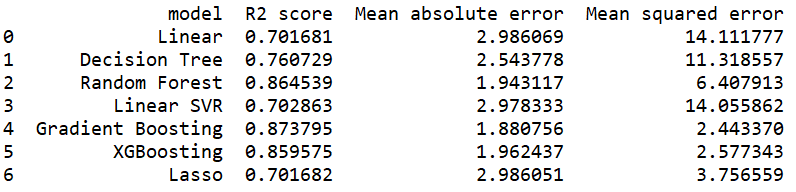 model R2 score Mean absolute error Mean squared error
0 Linear 0.701681 2.986069 14.111777
1 Decision Tree 0.760729 2.543778 11.318557
2 Random Forest 0.864539 1.943117 6.407913
3 Linear SVR 0.702863 2.978333 14.055862
4 Gradient Boosting 0.873795 1.880756 2.443370
5 XGBoosting 0.859575 1.962437 2.577343
6 Lasso 0.701682 2.986051 3.756559